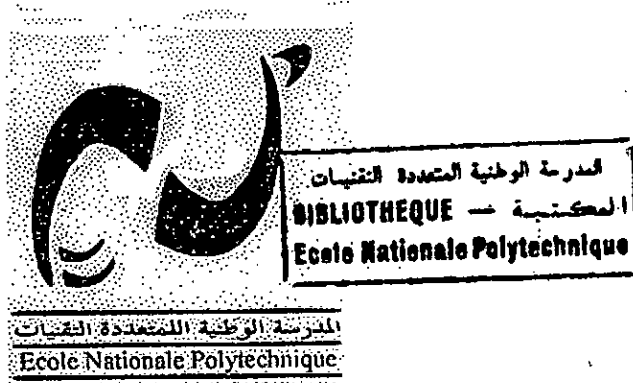 المدرسة الوطنية المتعددة التقنيات
المكتبة — BIBLIOTHEQUE
Ecole Nationale Polytechnique
المدرسة الوطنية المتعددة التقنيات
Ecole Nationale Polytechnique